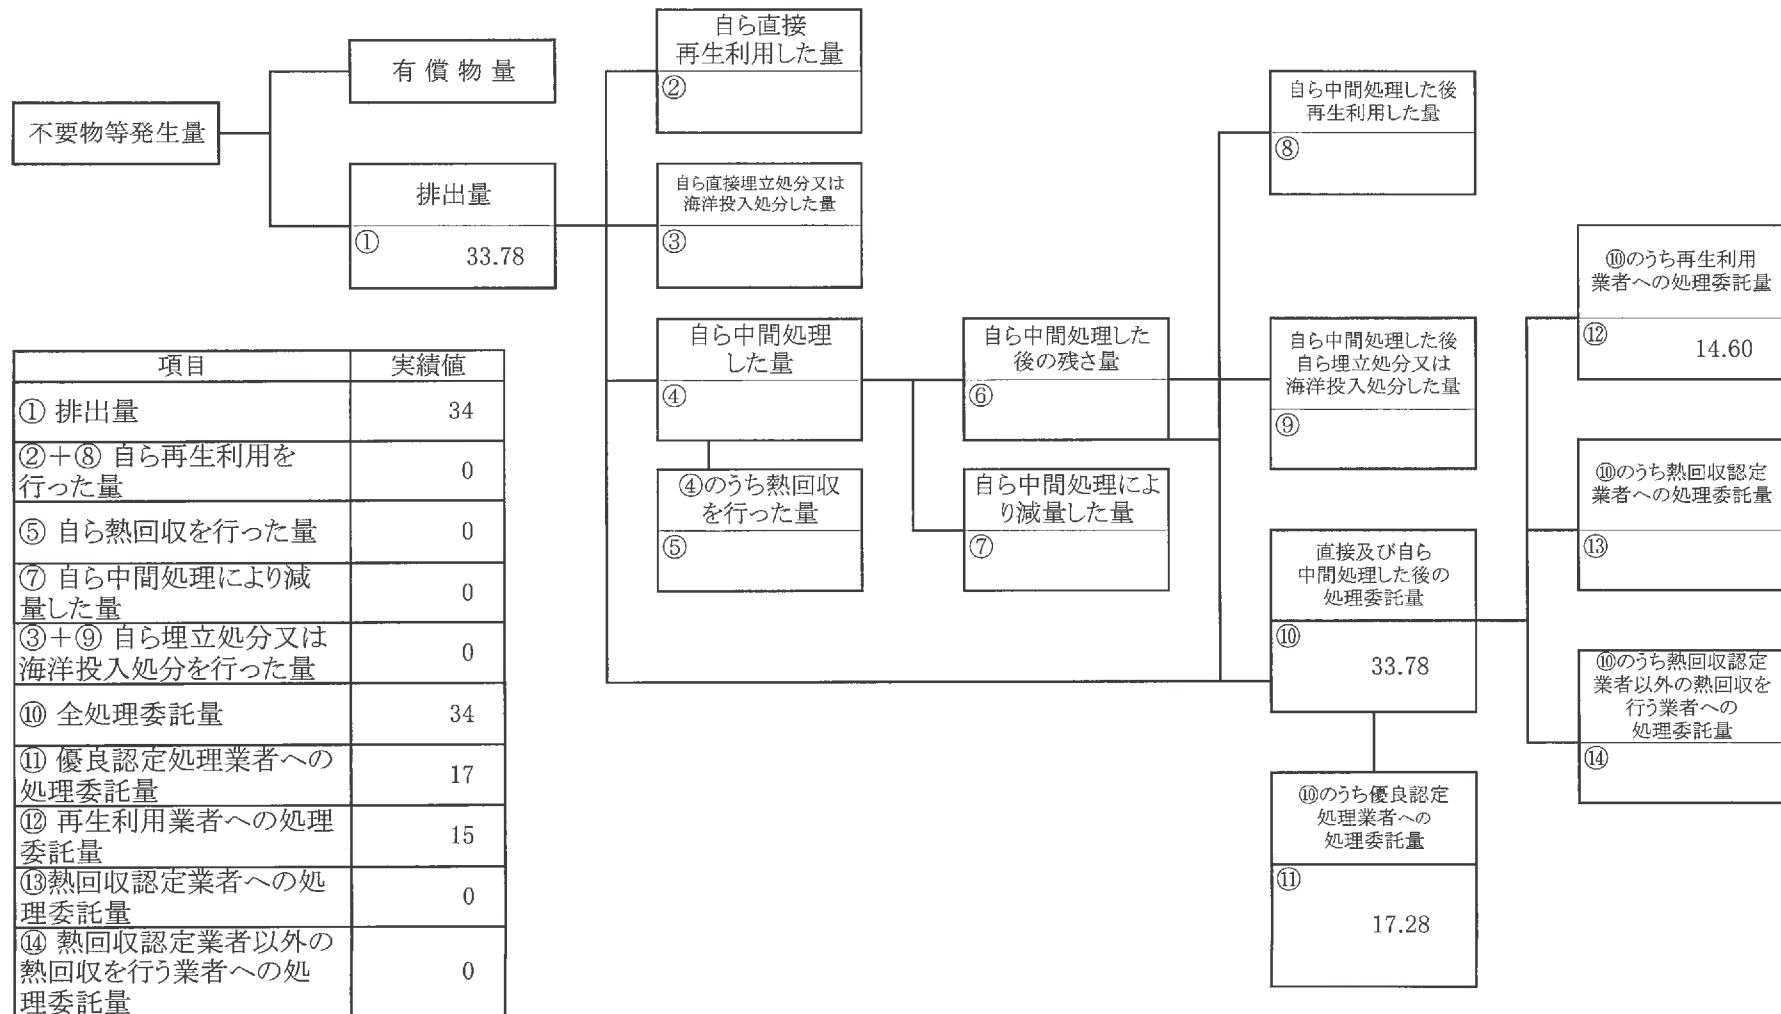 不要物等発生量
有償物量
排出量
①
33.78
自ら直接
再生利用した量
②
自ら直接埋立処分又は
海洋投入処分した量
③
自ら中間処理
した量
④
④のうち熱回収
を行った量
⑤
自ら中間処理した
後の残さ量
⑥
自ら中間処理によ
り減量した量
⑦
自ら中間処理した後
再生利用した量
⑧
自ら中間処理した後
自ら埋立処分又は
海洋投入処分した量
⑨
直接及び自ら
中間処理した後の
処理委託量
⑩
33.78
⑩のうち優良認定
処理業者への
処理委託量
⑪
17.28
⑩のうち再生利用
業者への処理委託量
⑫
14.60
⑩のうち熱回収認定
業者への処理委託量
⑬
⑩のうち熱回収認定
業者以外の熱回収を
行う業者への
処理委託量
⑭
項目 実績値
① 排出量 34
②+⑧ 自ら再生利用を
行った量 0
⑤ 自ら熱回収を行った量 0
⑦ 自ら中間処理により減
量した量 0
③+⑨ 自ら埋立処分又は
海洋投入処分を行った量 0
⑩ 全処理委託量 34
⑪ 優良認定処理業者への
処理委託量 17
⑫ 再生利用業者への処理
委託量 15
⑬熱回収認定業者への処
理委託量 0
⑭ 熱回収認定業者以外の
熱回収を行う業者への処
理委託量 0